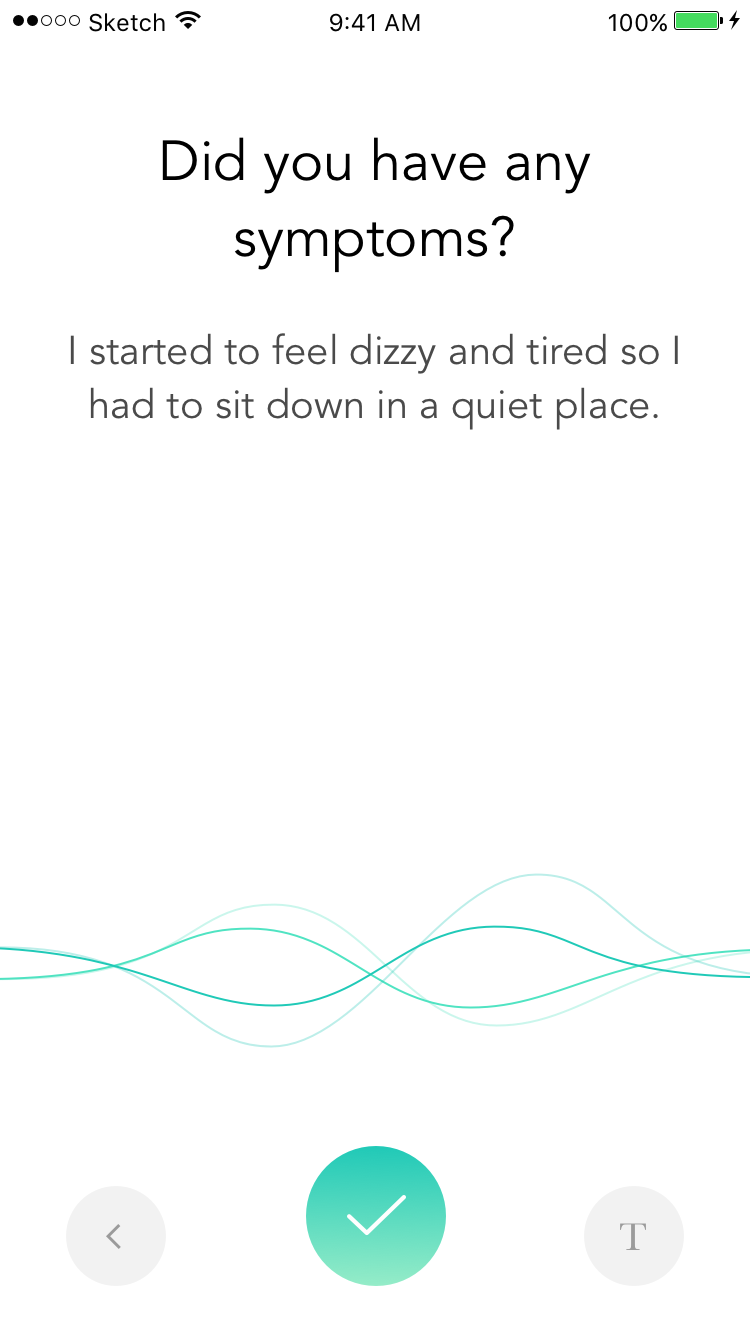 Sketch 9:41 AM 100%
Did you have any
symptoms?
I started to feel dizzy and tired so I
had to sit down in a quiet place.
T